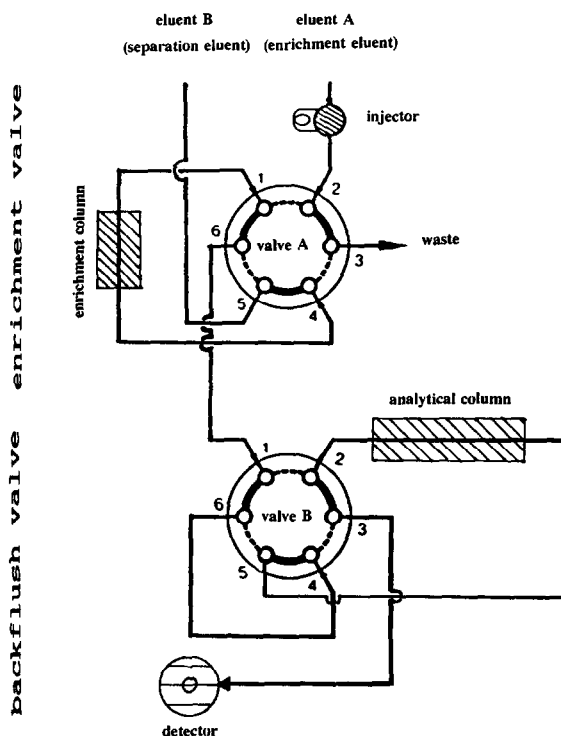 eluent B
(separation eluent)
eluent A
(enrichment eluent)
injector
enrichment valve
1
2
6
valve A
3
waste
enrichment column
5
4
analytical column
1
2
6
valve B
3
5
4
backflush valve
detector